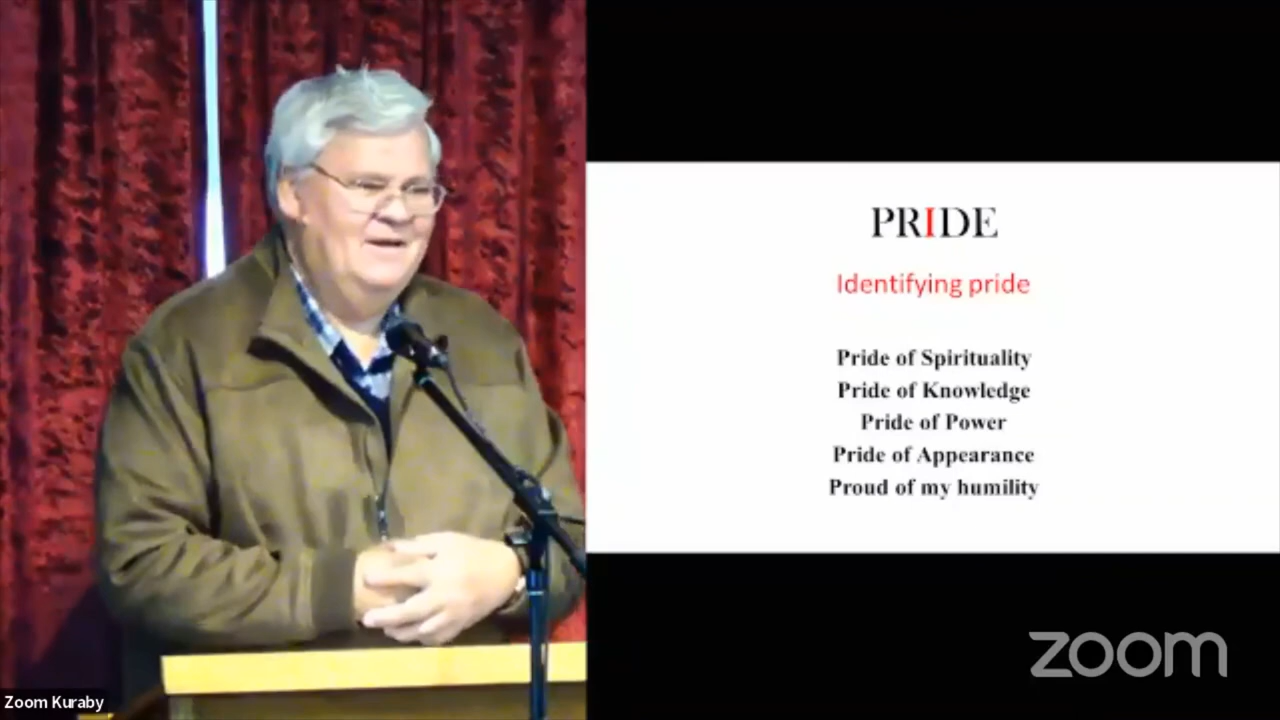 PRIDE
Identifying pride
Pride of Spirituality
Pride of Knowledge
Pride of Power
Pride of Appearance
Proud of my humility
zoom
Zoom Kuraby